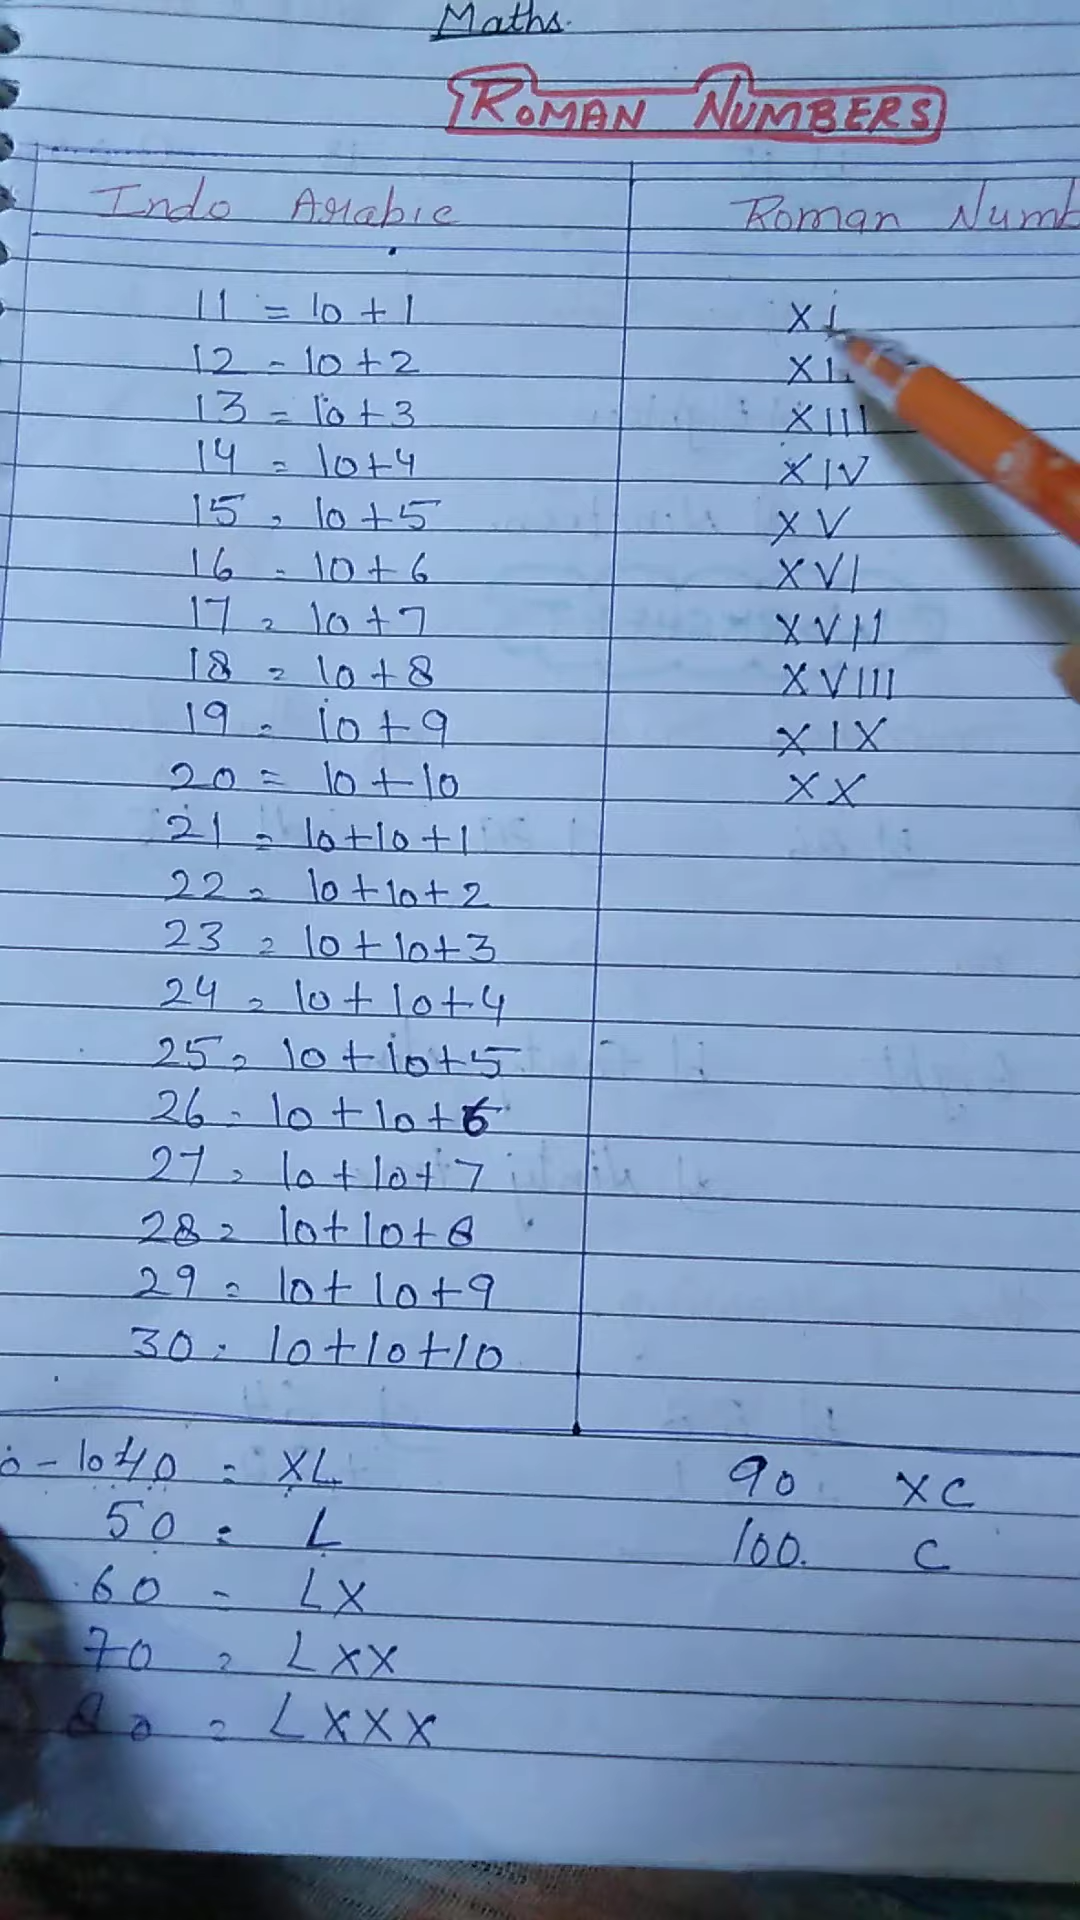 Maths.
ROMAN NUMBERS
Indo Arabic Roman Numb
11 = 10 + 1 XI
12 = 10 + 2
13 = 10 + 3 XIII
14 = 10 + 4 XIV
15 = 10 + 5 XV
16 = 10 + 6 XVI
17 = 10 + 7 XVII
18 = 10 + 8 XVIII
19 = 10 + 9 XIX
20 = 10 + 10 XX
21 = 10 + 10 + 1
22 = 10 + 10 + 2
23 = 10 + 10 + 3
24 = 10 + 10 + 4
25 = 10 + 10 + 5
26 = 10 + 10 + 6
27 = 10 + 10 + 7
28 = 10 + 10 + 8
29 = 10 + 10 + 9
30 = 10 + 10 + 10
40 = XL 90 XC
50 = L 100. C
60 = LX
70 = LXX
80 = LXXX